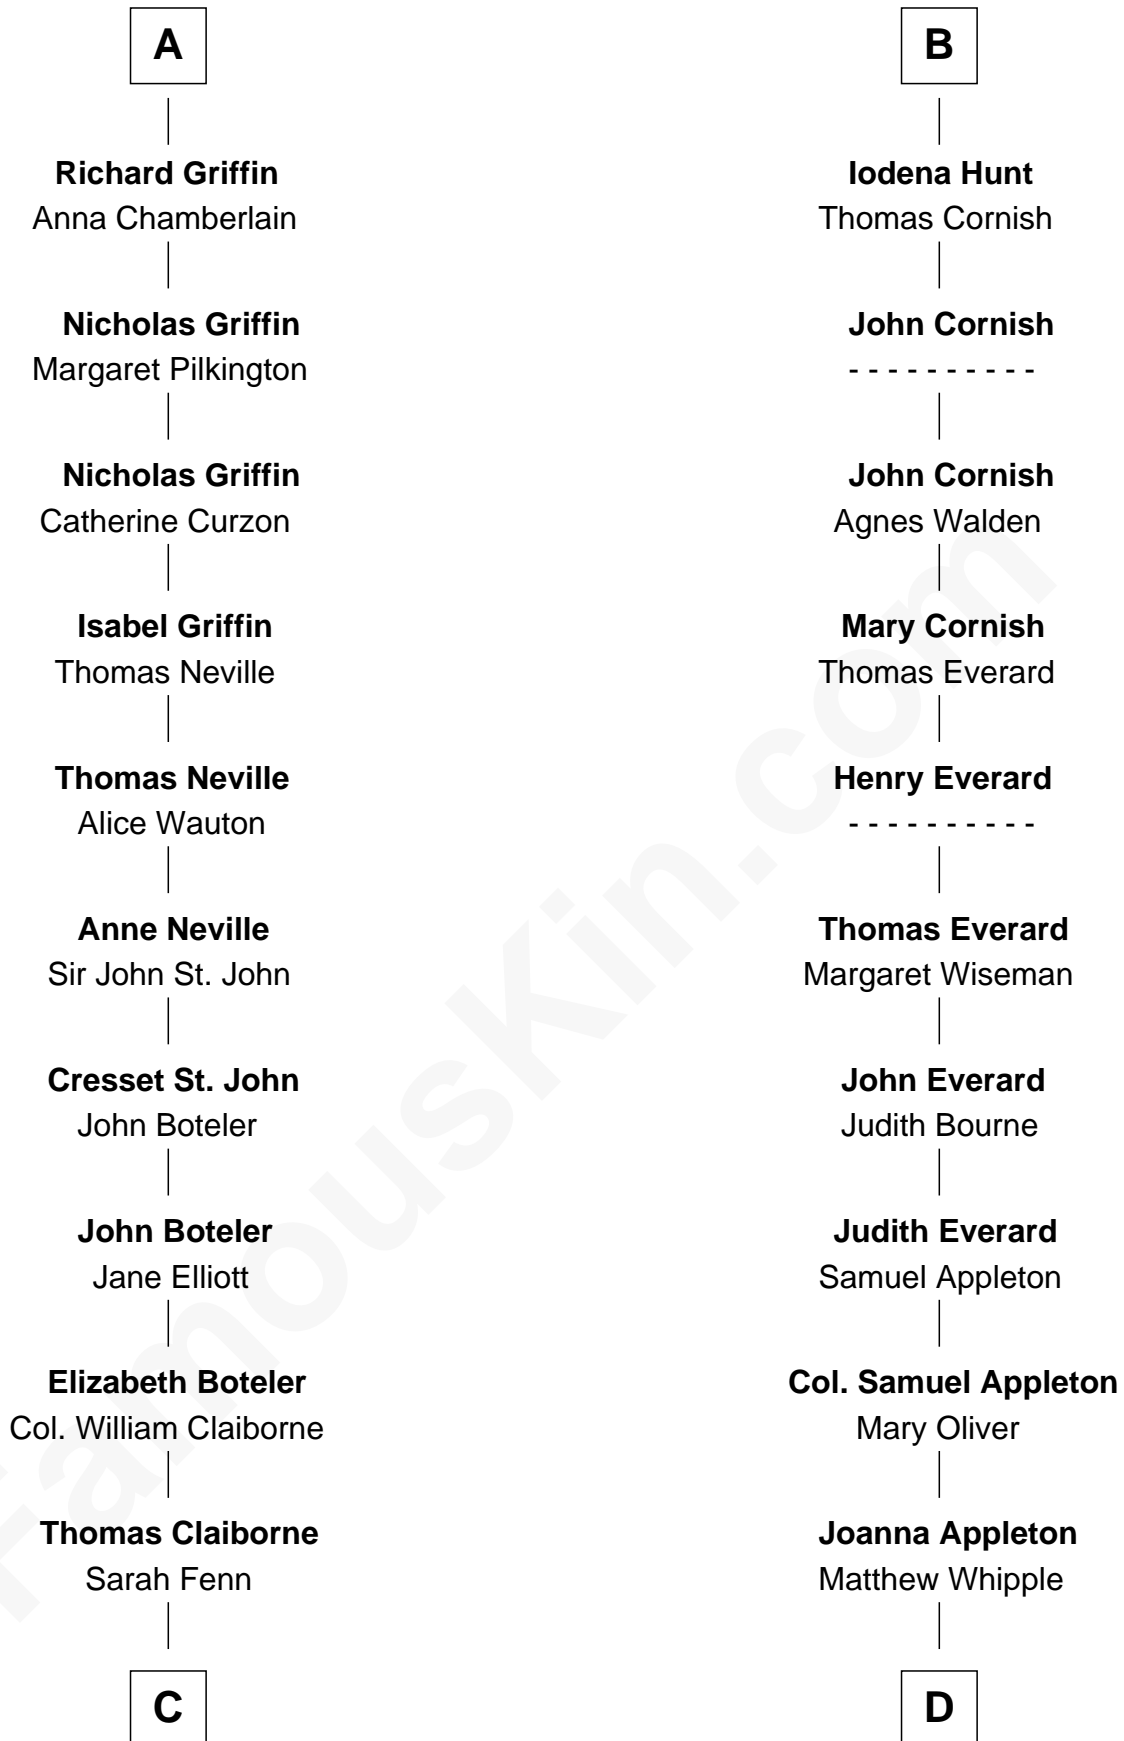 A
Richard Griffin
Anna Chamberlain
Nicholas Griffin
Margaret Pilkington
Nicholas Griffin
Catherine Curzon
Isabel Griffin
Thomas Neville
Thomas Neville
Alice Wauton
Anne Neville
Sir John St. John
Cresset St. John
John Boteler
John Boteler
Jane Elliott
Elizabeth Boteler
Col. William Claiborne
Thomas Claiborne
Sarah Fenn
C
B
Iodena Hunt
Thomas Cornish
John Cornish
- - - - - - - - - -
John Cornish
Agnes Walden
Mary Cornish
Thomas Everard
Henry Everard
- - - - - - - - - -
Thomas Everard
Margaret Wiseman
John Everard
Judith Bourne
Judith Everard
Samuel Appleton
Col. Samuel Appleton
Mary Oliver
Joanna Appleton
Matthew Whipple
D
FamousKin.com